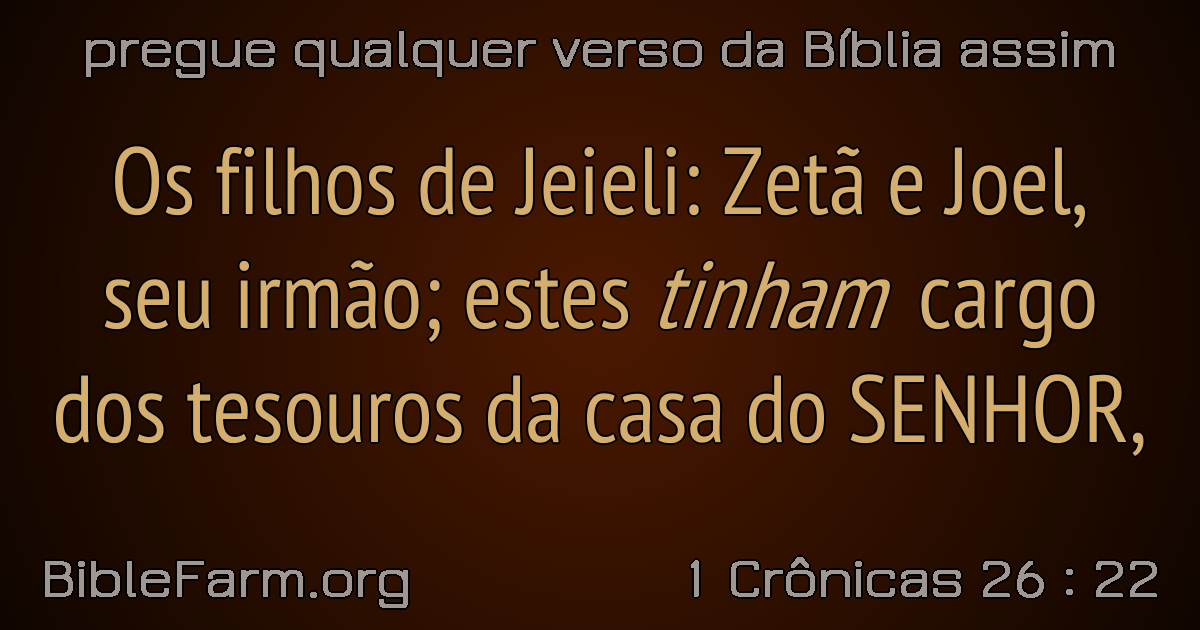 pregue qualquer verso da Bíblia assim
Os filhos de Jeieli: Zetã e Joel,
seu irmão; estes tinham cargo
dos tesouros da casa do SENHOR,
BibleFarm.org
1 Crônicas 26 : 22